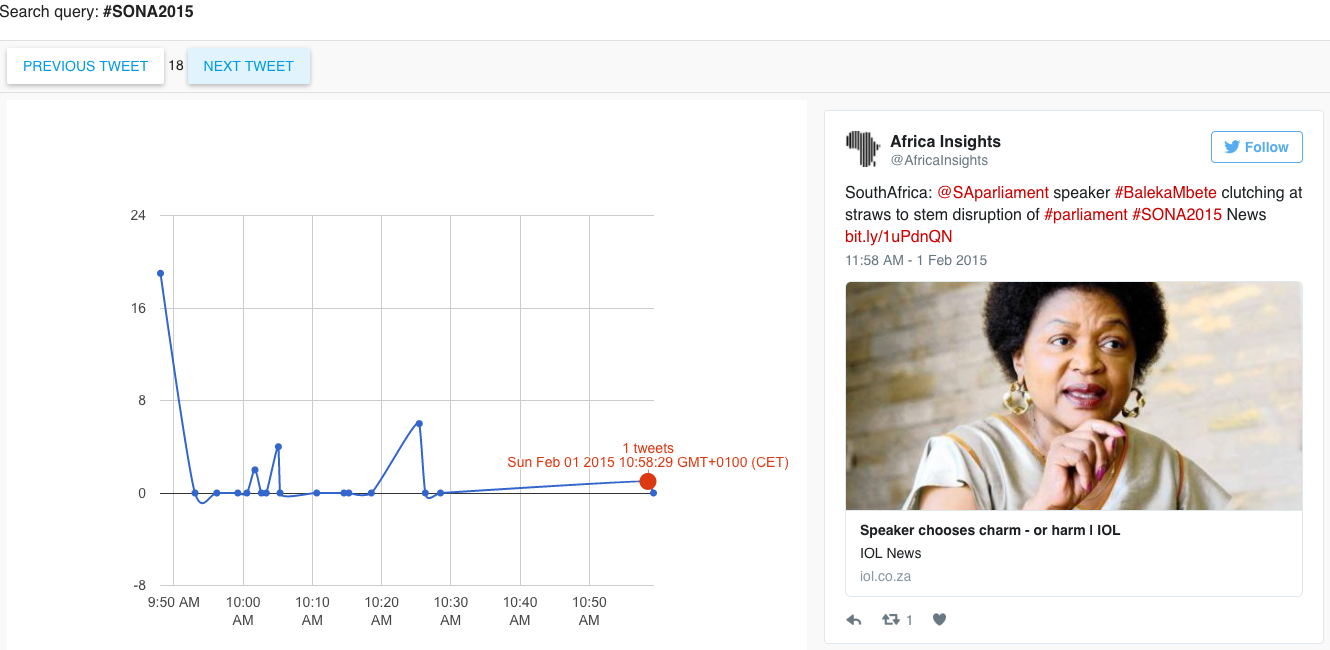 Search query: #SONA2015
PREVIOUS TWEET 18 NEXT TWEET
24
16
8
0
-8
9:50 AM 10:00 AM 10:10 AM 10:20 AM 10:30 AM 10:40 AM 10:50 AM
1 tweets
Sun Feb 01 2015 10:58:29 GMT+0100 (CET)
Africa Insights
@AfricaInsights
Follow
SouthAfrica: @SAparliament speaker #BalekaMbete clutching at
straws to stem disruption of #parliament #SONA2015 News
bit.ly/1uPdnQN
11:58 AM - 1 Feb 2015
Speaker chooses charm - or harm | IOL
IOL News
iol.co.za
1